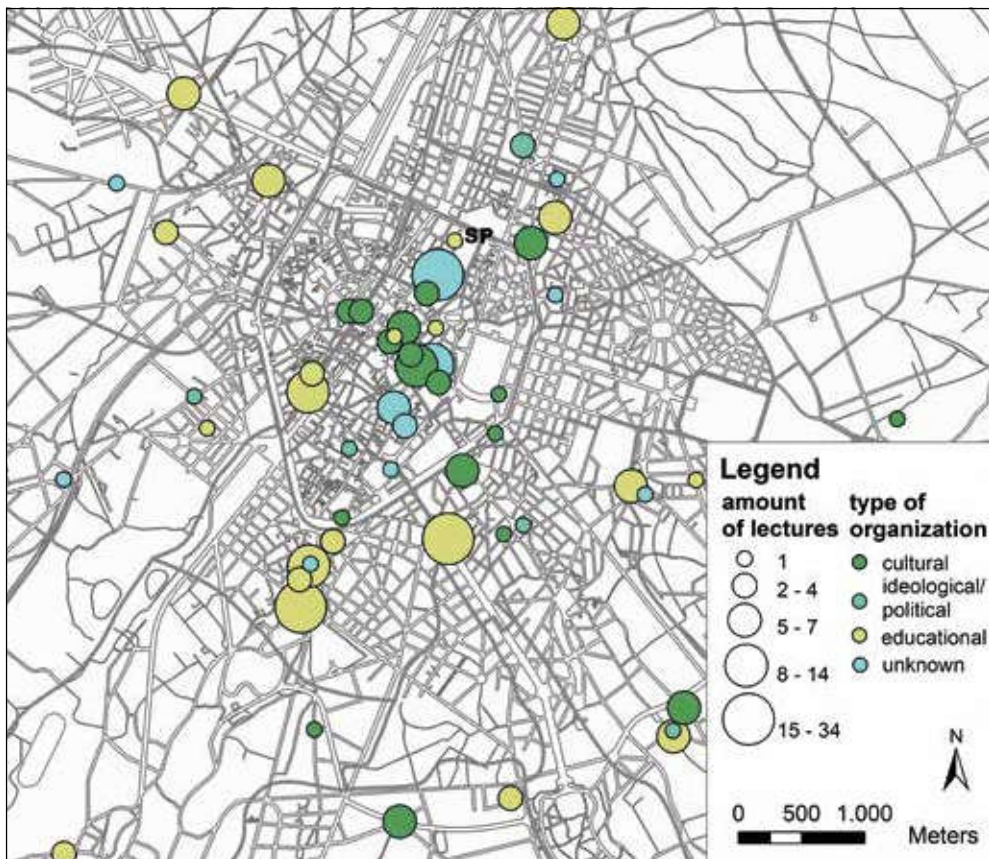 SP
Legend
amount
of lectures
1
2 - 4
5 - 7
8 - 14
15 - 34
type of
organization
cultural
ideological/
political
educational
unknown
N
0 500 1.000
Meters